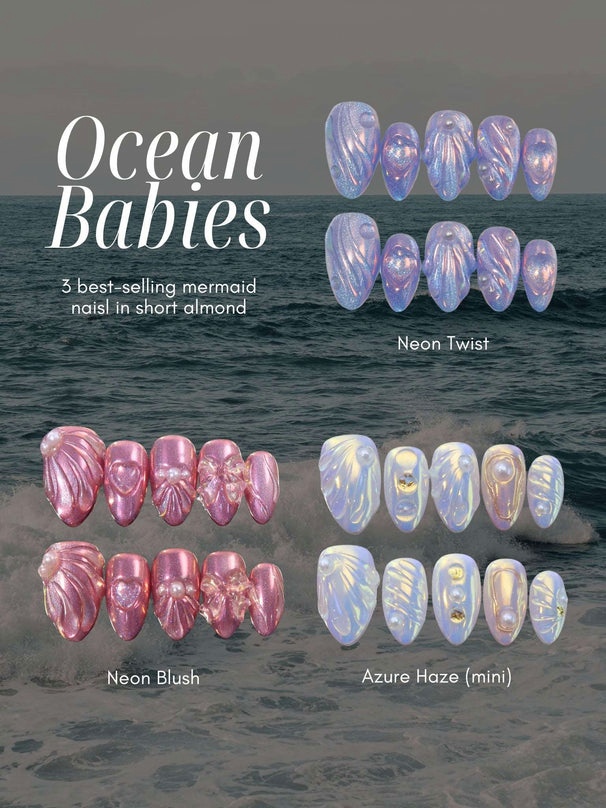 Ocean
Babies
3 best-selling mermaid
naisl in short almond
Neon Twist
Neon Blush
Azure Haze (mini)